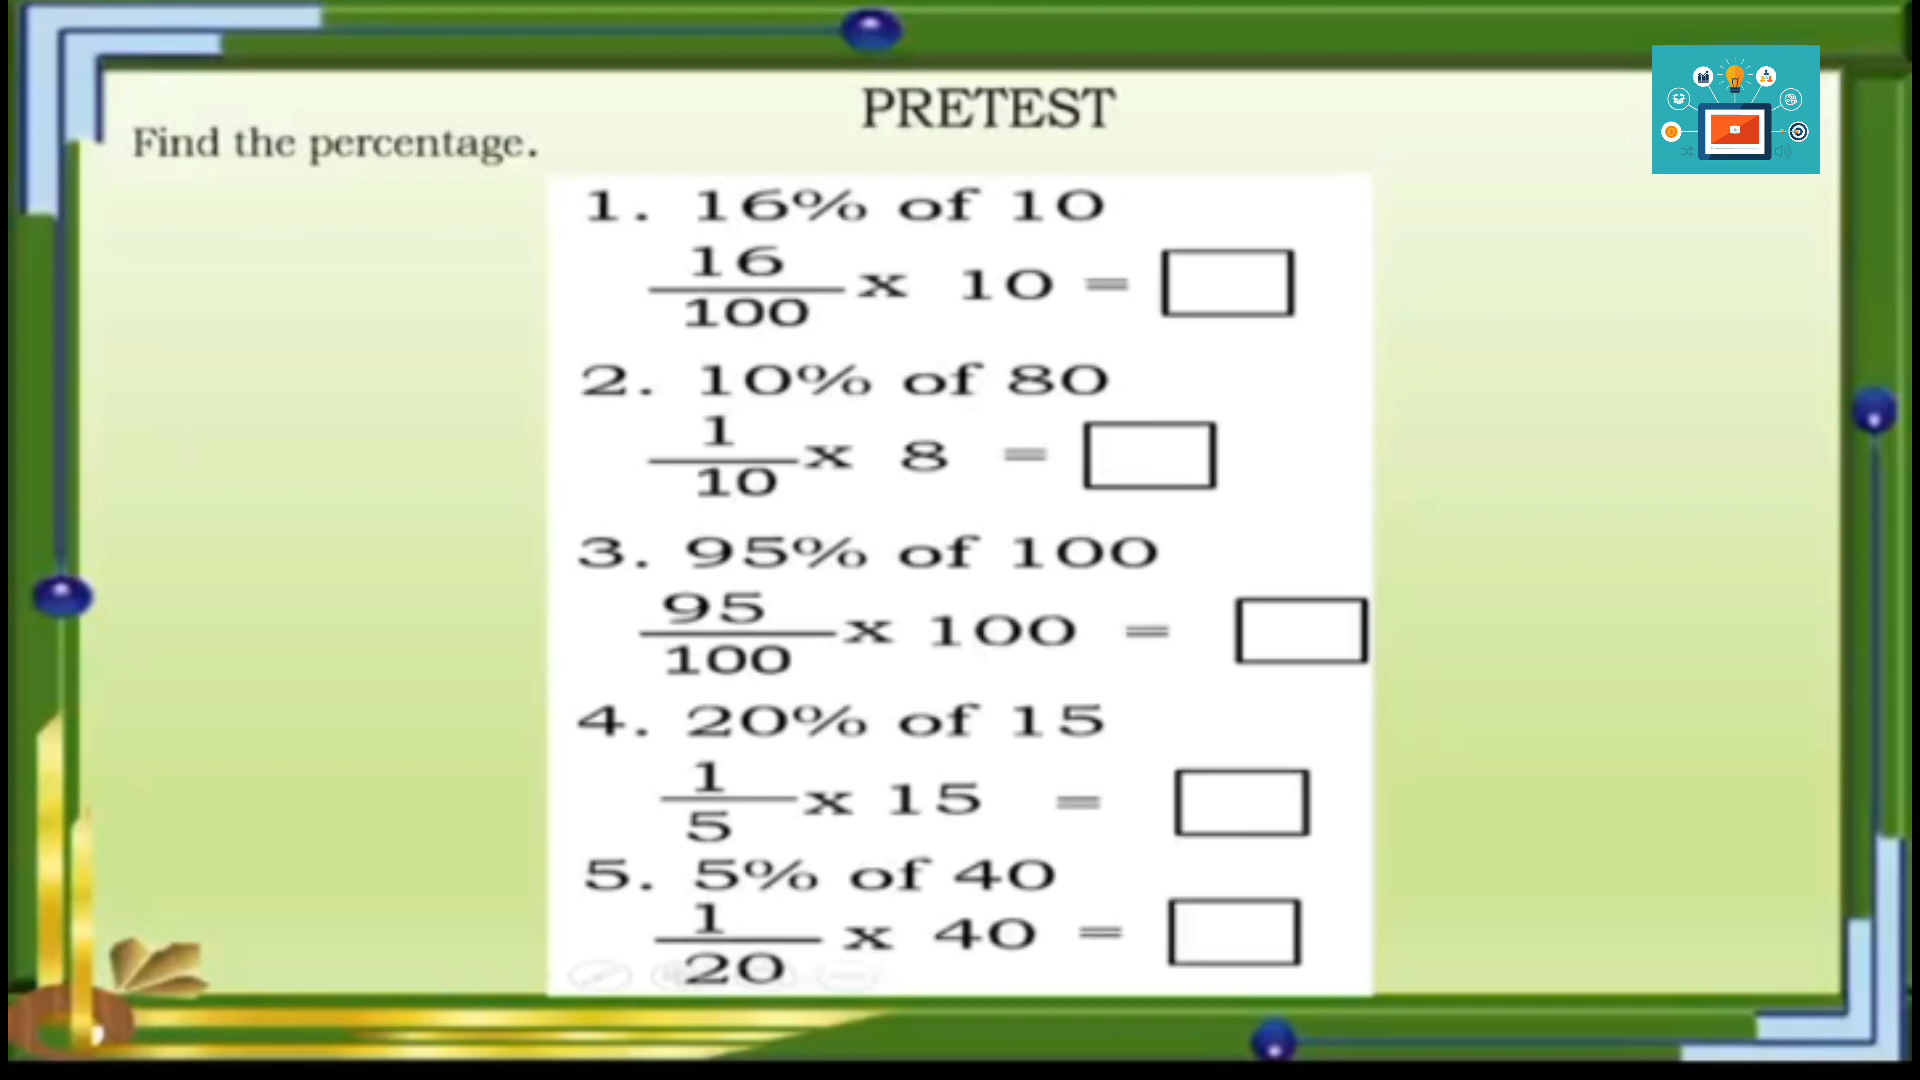 PRETEST
Find the percentage.
1. 16% of 10
16/100 x 10 =
2. 10% of 80
1/10 x 8 =
3. 95% of 100
95/100 x 100 =
4. 20% of 15
1/5 x 15 =
5. 5% of 40
1/20 x 40 =